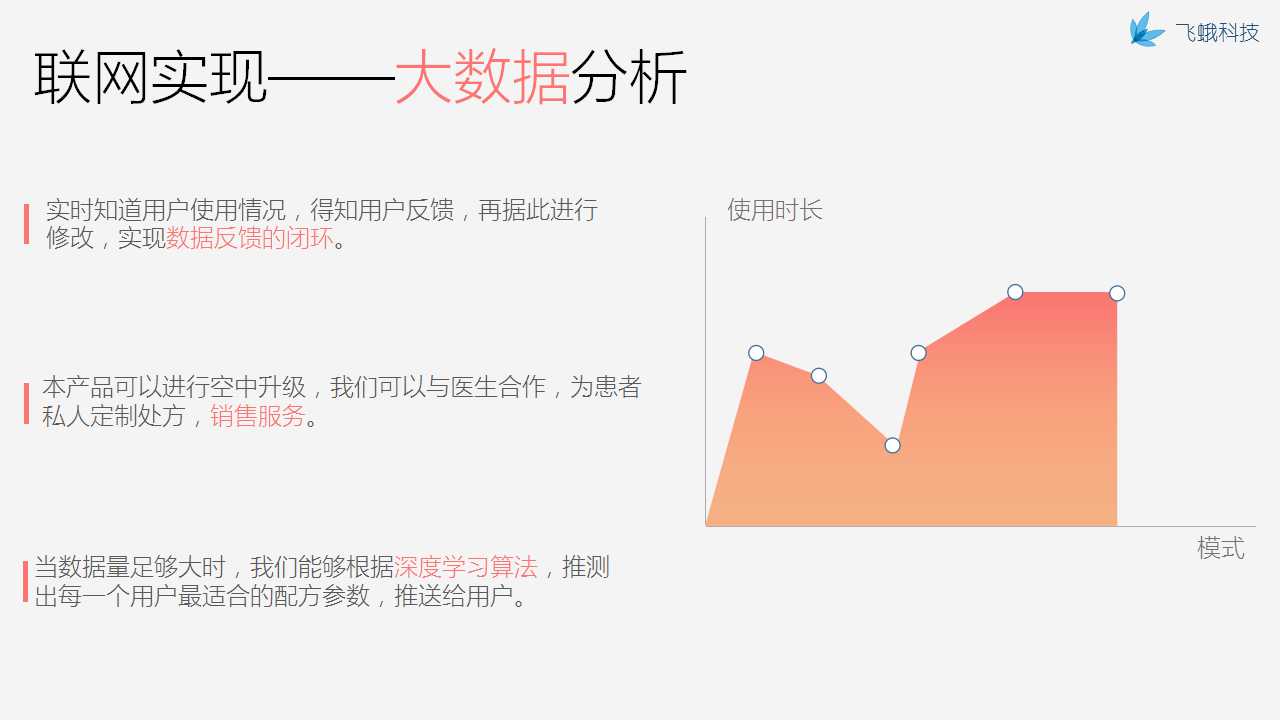 飞蛾科技
联网实现——大数据分析
实时知道用户使用情况，得知用户反馈，再据此进行
修改，实现数据反馈的闭环。
本产品可以进行空中升级，我们可以与医生合作，为患者
私人定制处方，销售服务。
当数据量足够大时，我们能够根据深度学习算法，推测
出每一个用户最适合的配方参数，推送给用户。
使用时长
模式